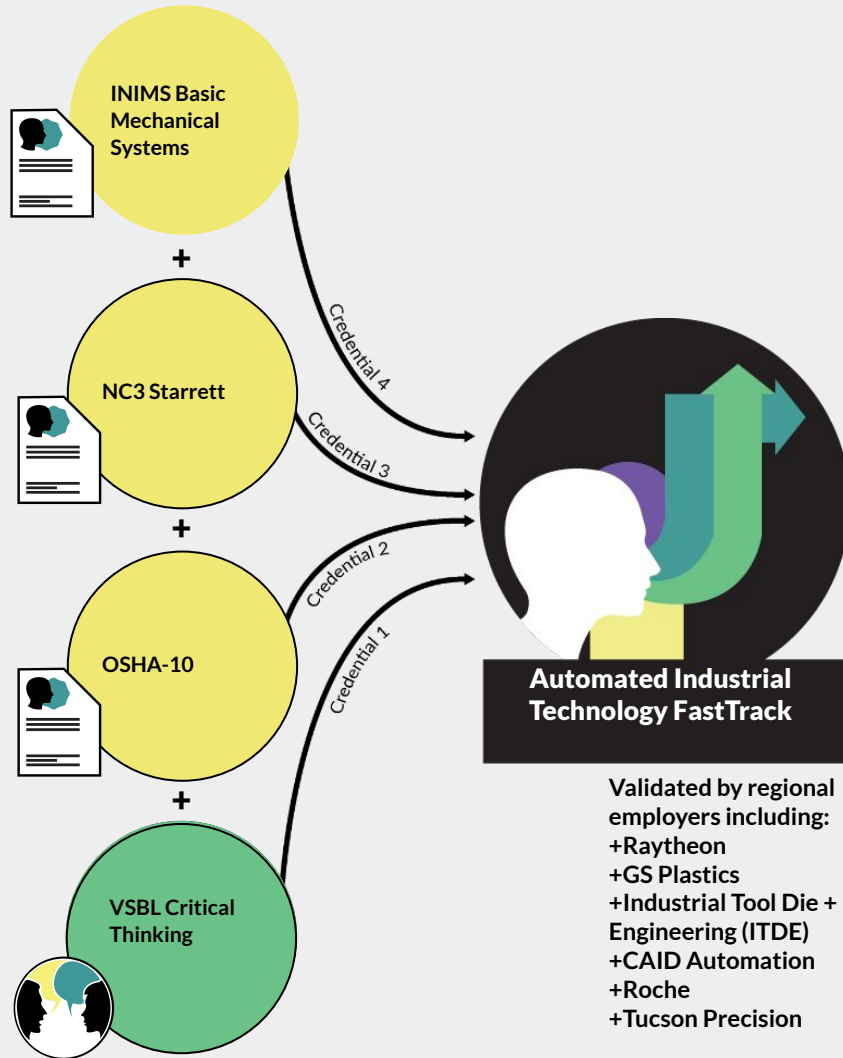 INIMS Basic
Mechanical
Systems
+
NC3 Starrett
+
OSHA-10
+
VSBL Critical
Thinking
Credential 4
Credential 3
Credential 2
Credential 1
Automated Industrial
Technology FastTrack
Validated by regional
employers including:
+Raytheon
+GS Plastics
+Industrial Tool Die +
Engineering (ITDE)
+CAID Automation
+Roche
+Tucson Precision